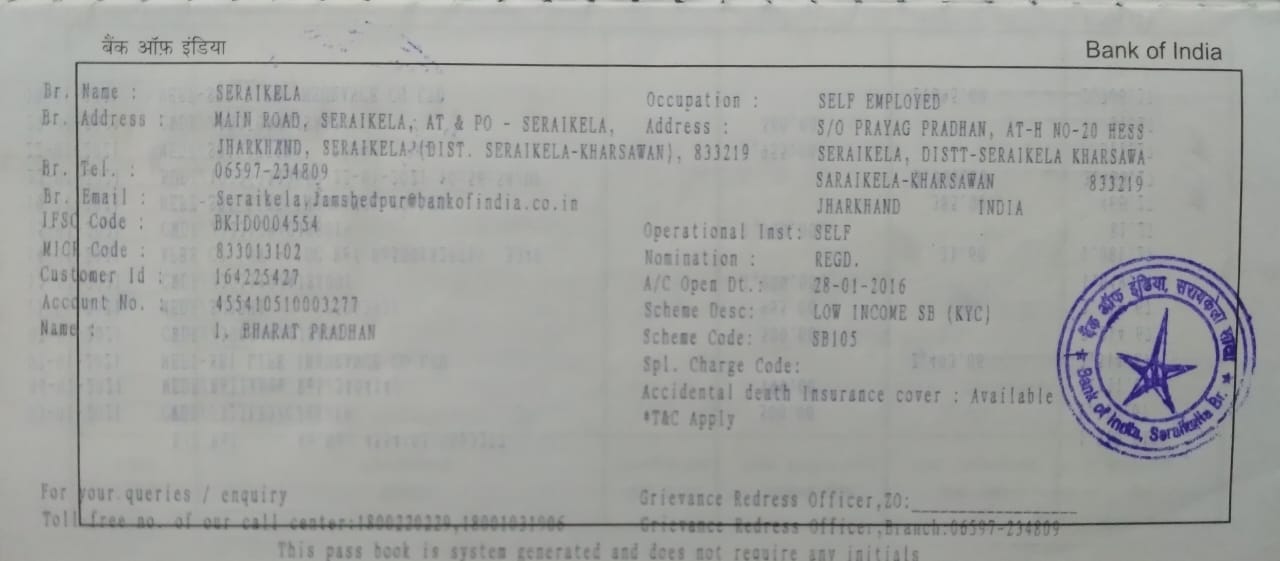 बैंक ऑफ़ इंडिया
Bank of India
Br. Name : SERAIKELA
Br. Address : MAIN ROAD, SERAIKELA, AT & PO - SERAIKELA,
JHARKHAND, SERAIKELA (DIST. SERAIKELA-KHARSAWAN), 833219
Br. Tel. : 06597-234809
Br. Email : Seraikela.Jamshedpur@bankofindia.co.in
IFSC Code : BKID0004554
MICR Code : 833013102
Customer Id : 164225427
Account No. : 455410510003277
Name : 1. BHARAT PRADHAN
Occupation : SELF EMPLOYED
Address : S/O PRAYAG PRADHAN, AT-H NO-20 HESS
SERAIKELA, DISTT-SERAIKELA KHARSAWA
SARAIKELA-KHARSAWAN 833219
JHARKHAND INDIA
Operational Inst: SELF
Nomination : REGD.
A/C Open Dt.: 28-01-2016
Scheme Desc: LOW INCOME SB (KYC)
Scheme Code: SB105
Spl. Charge Code:
Accidental death Insurance cover : Available
*T&C Apply
बैंक ऑफ़ इंडिया, सरायकेला शाखा
Bank of India, Seraikella Br.
For your queries / enquiry
Toll free no. of our call center:1800220229,18001031906
Grievance Redress Officer,ZO:
Grievance Redress Officer,Branch:06597-234809
This pass book is system generated and does not require any initials